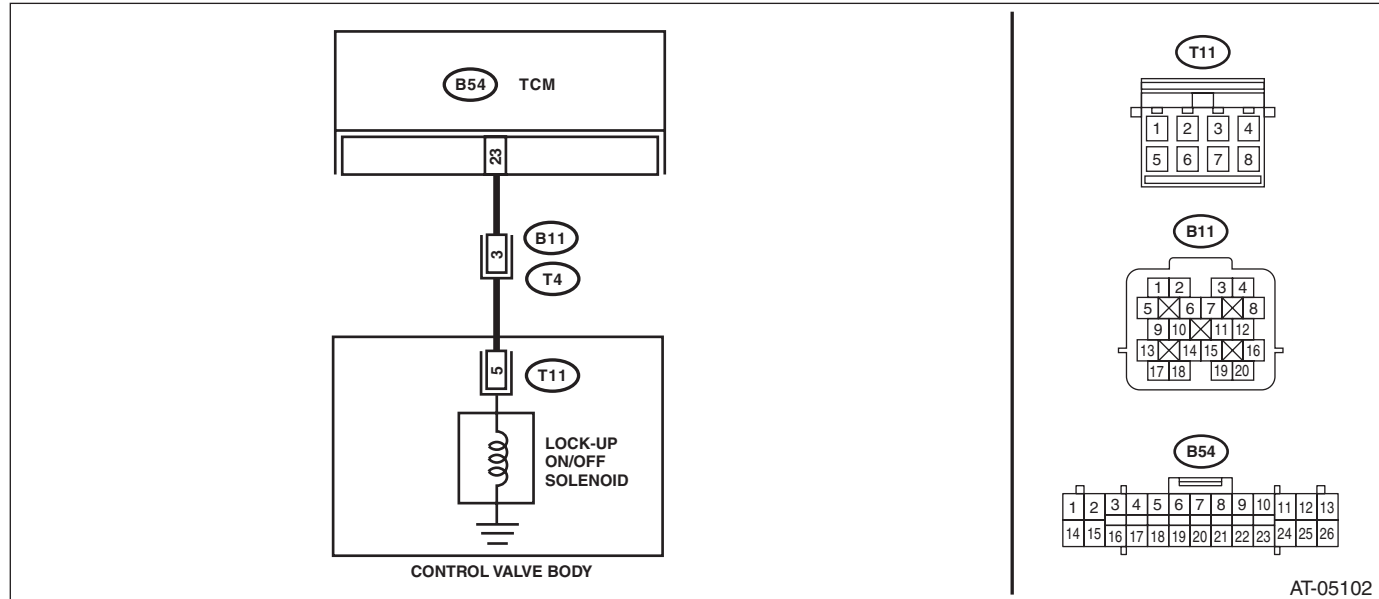 B54 TCM
23
3
B11
T4
5
T11
LOCK-UP
ON/OFF
SOLENOID
CONTROL VALVE BODY
T11
1 2 3 4
5 6 7 8
B11
1 2 3 4
5 6 7 8
9 10 11 12
13 14 15 16
17 18 19 20
B54
1 2 3 4 5 6 7 8 9 10 11 12 13
14 15 16 17 18 19 20 21 22 23 24 25 26
AT-05102